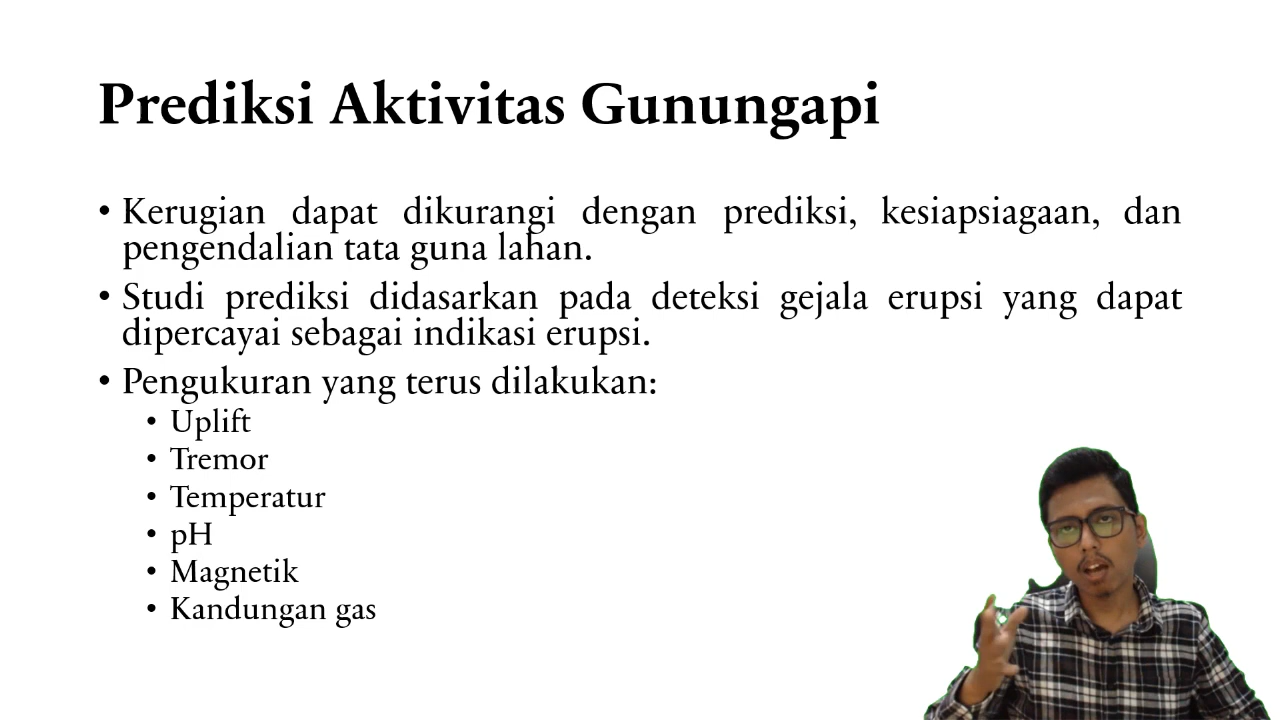 Prediksi Aktivitas Gunungapi
• Kerugian dapat dikurangi dengan prediksi, kesiapsiagaan, dan
pengendalian tata guna lahan.
• Studi prediksi didasarkan pada deteksi gejala erupsi yang dapat
dipercayai sebagai indikasi erupsi.
• Pengukuran yang terus dilakukan:
• Uplift
• Tremor
• Temperatur
• pH
• Magnetik
• Kandungan gas